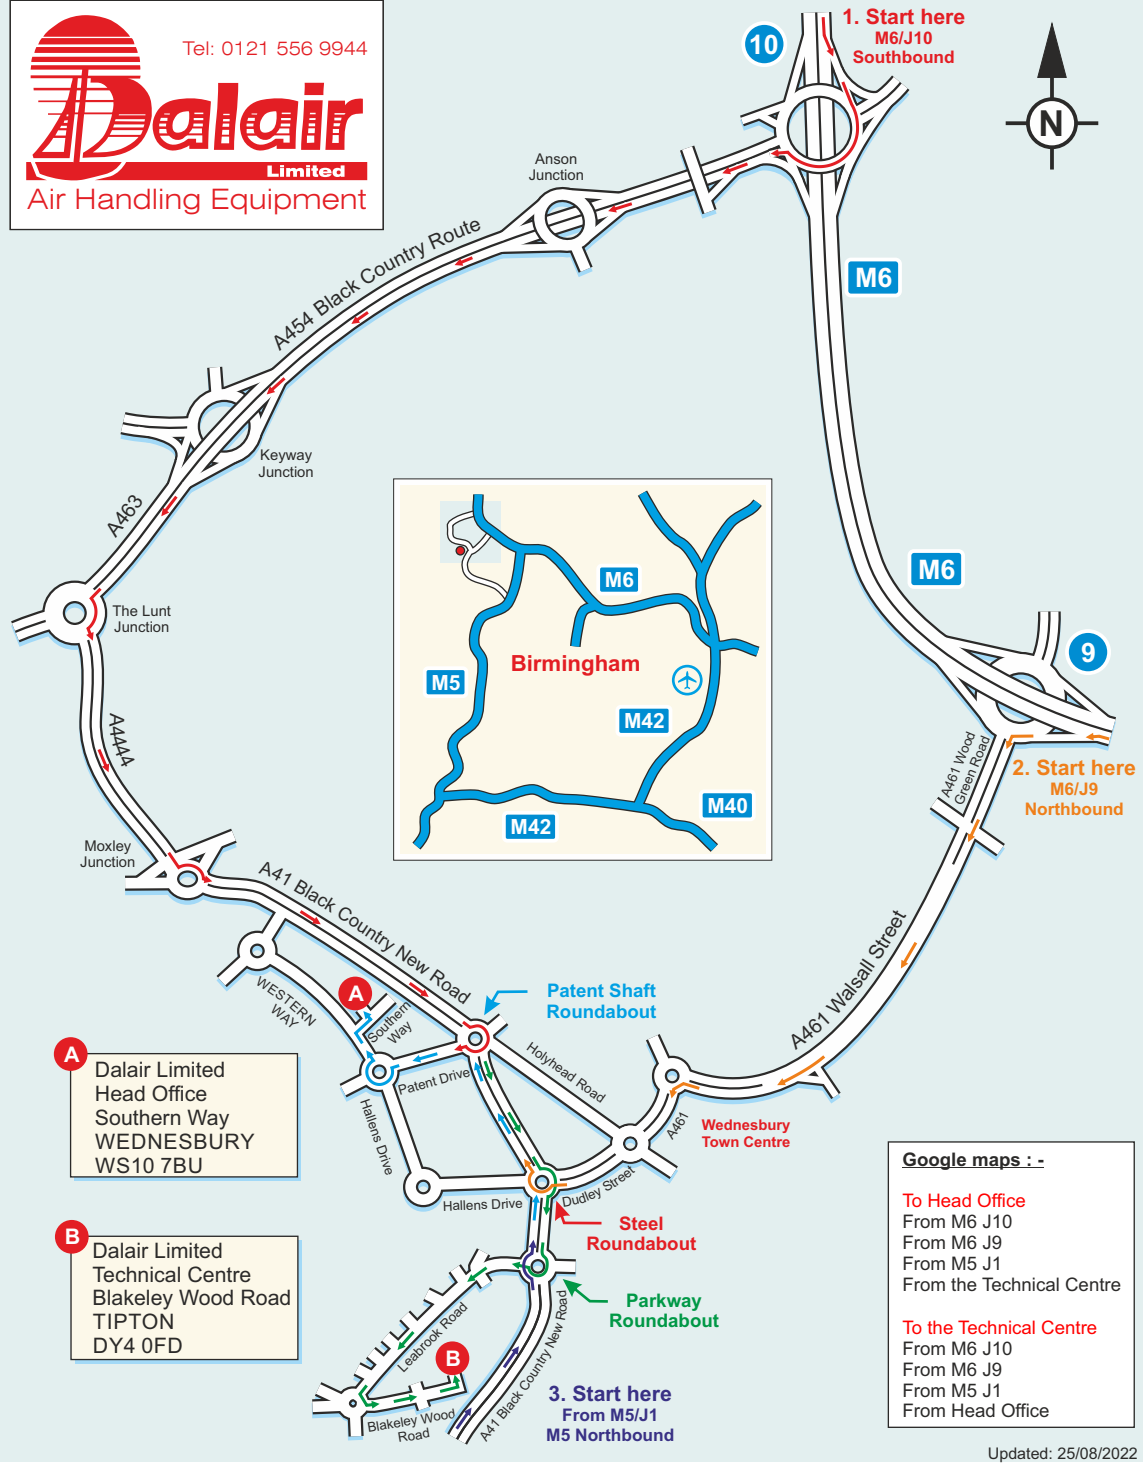 Tel: 0121 556 9944
Dalair
Limited
Air Handling Equipment
10
1. Start here
M6/J10
Southbound
N
Anson
Junction
A454 Black Country Route
M6
Keyway
Junction
A463
M6
The Lunt
Junction
9
M6
Birmingham
M5
M42
M42
M40
A4444
A461 Wood
Green Road
2. Start here
M6/J9
Northbound
Moxley
Junction
A41 Black Country New Road
A461 Walsall Street
WESTERN
WAY
A
Southern
Way
Patent Shaft
Roundabout
Holyhead Road
Patent Drive
Hallens Drive
A461
Wednesbury
Town Centre
A
Dalair Limited
Head Office
Southern Way
WEDNESBURY
WS10 7BU
Hallens Drive
Dudley Street
Steel
Roundabout
B
Dalair Limited
Technical Centre
Blakeley Wood Road
TIPTON
DY4 0FD
Parkway
Roundabout
Leabrook Road
B
A41 Black Country New Road
Blakeley Wood
Road
3. Start here
From M5/J1
M5 Northbound
Google maps : -
To Head Office
From M6 J10
From M6 J9
From M5 J1
From the Technical Centre
To the Technical Centre
From M6 J10
From M6 J9
From M5 J1
From Head Office
Updated: 25/08/2022